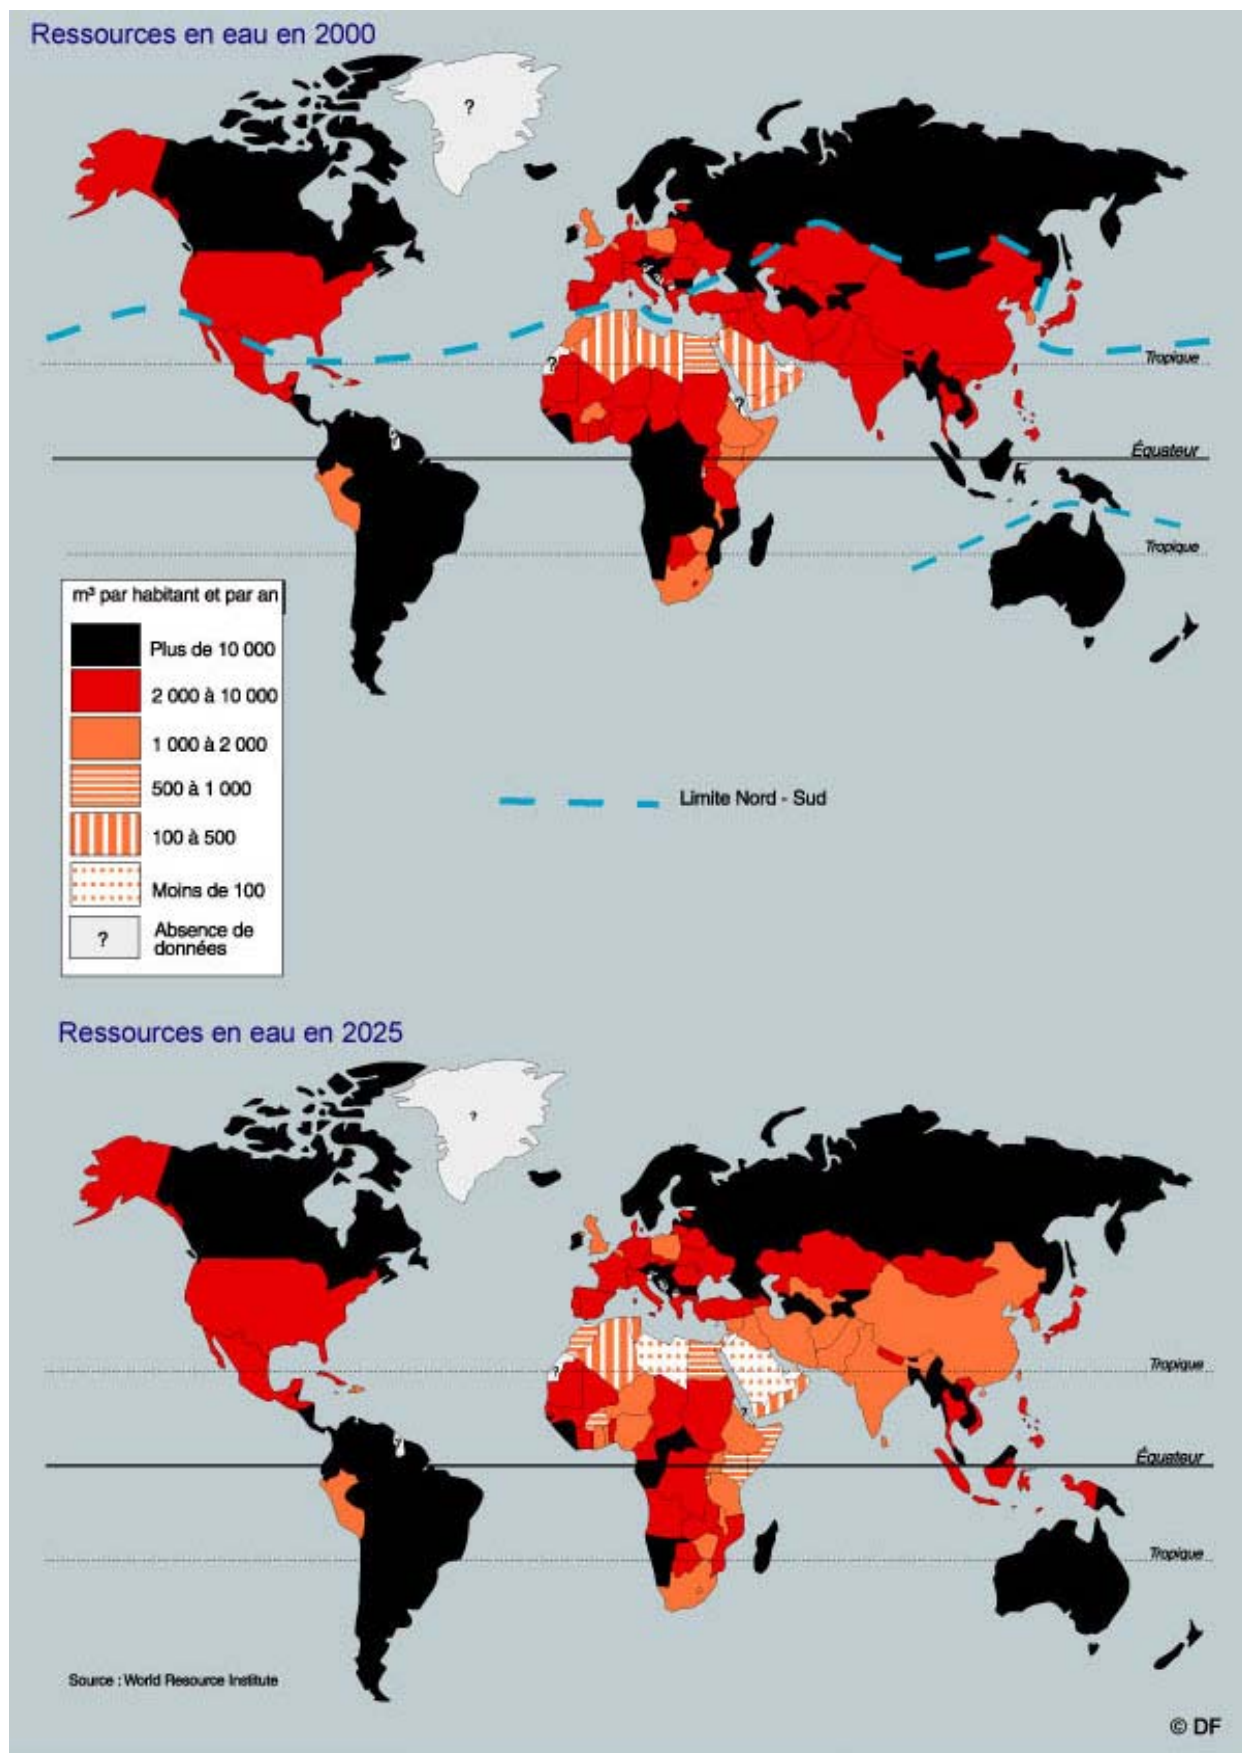 Ressources en eau en 2000
?
?
?
?
Tropique
Équateur
Tropique
m³ par habitant et par an
Plus de 10 000
2 000 à 10 000
1 000 à 2 000
500 à 1 000
100 à 500
Moins de 100
?
Absence de
données
Limite Nord - Sud
Ressources en eau en 2025
?
?
?
?
Tropique
Équateur
Tropique
Source : World Resource Institute
© DF